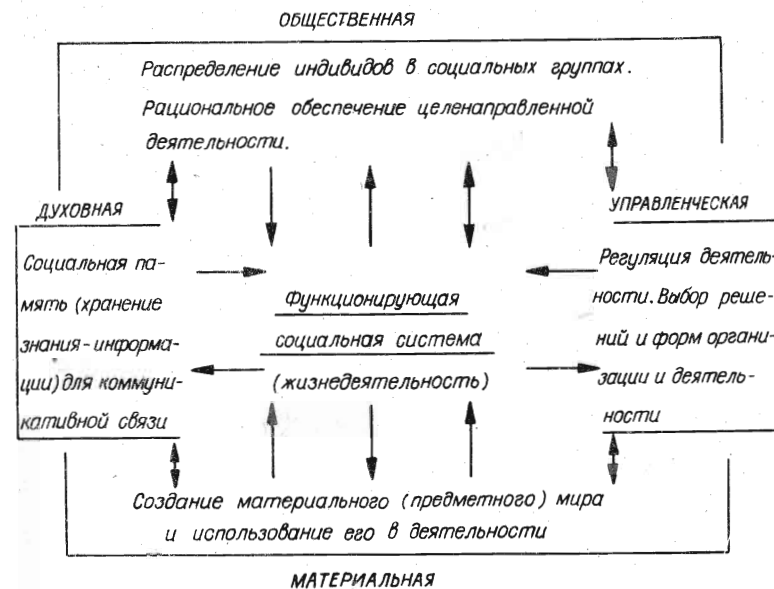 ОБЩЕСТВЕННАЯ
Распределение индивидов в социальных группах.
Рациональное обеспечение целенаправленной
деятельности.
ДУХОВНАЯ
Социальная па-
мять (хранение
знания-информа-
ции) для коммуни-
кативной связи
Функционирующая
социальная система
(жизнедеятельность)
УПРАВЛЕНЧЕСКАЯ
Регуляция деятель-
ности. Выбор реше-
ний и форм органи-
зации и деятель-
ности
Создание материального (предметного) мира
и использование его в деятельности
МАТЕРИАЛЬНАЯ